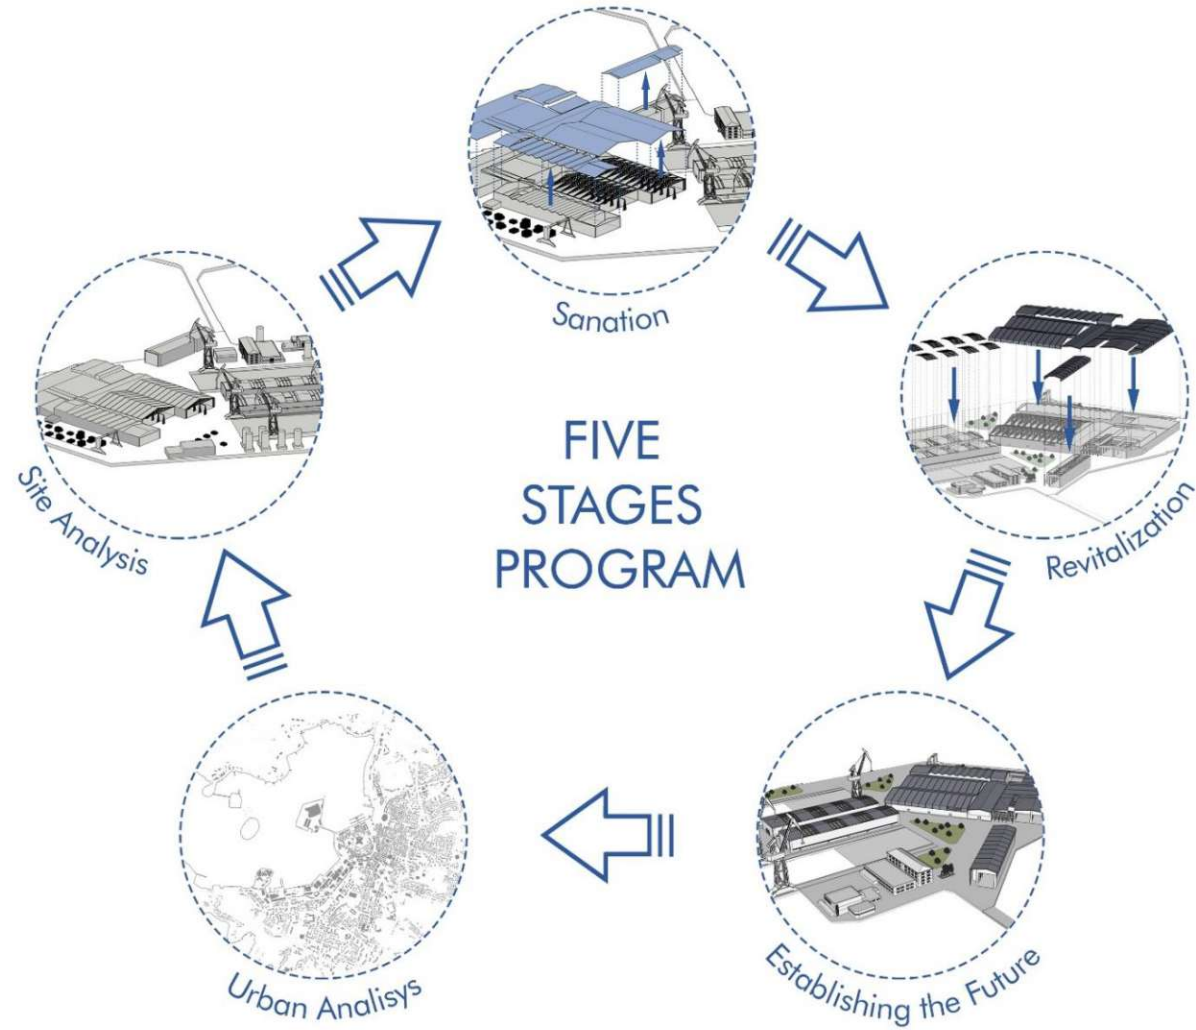 Sanation
FIVE
STAGES
PROGRAM
Site Analysis
Revitalization
Urban Analisys
Establishing the Future